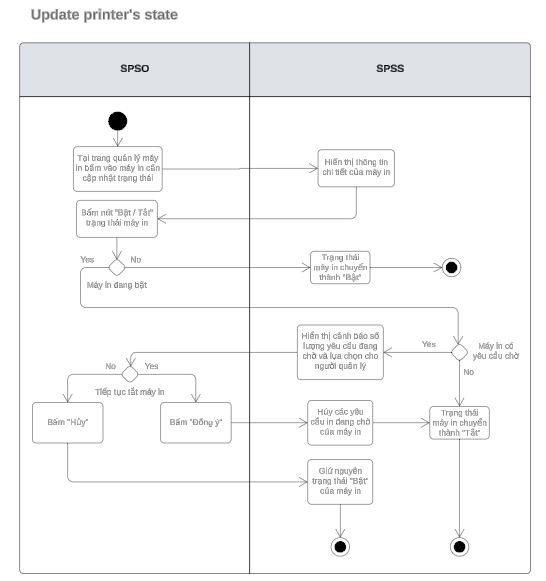 Update printer's state
SPSO
SPSS
Tại trang quản lý máy
in bấm vào máy in cần
cập nhật trạng thái
Hiển thị thông tin
chi tiết của máy in
Bấm nút "Bật / Tắt"
trạng thái máy in
Yes
No
Máy in đang bật
Trạng thái
máy in chuyển
thành "Bật"
Hiển thị cảnh báo số
lượng yêu cầu đang
chờ và lựa chọn cho
người quản lý
Yes
Máy in có
yêu cầu chờ
No
No
Yes
Tiếp tục tắt máy in
Bấm "Hủy"
Bấm "Đồng ý"
Hủy các yêu
cầu in đang chờ
của máy in
Trạng thái
máy in chuyển
thành "Tắt"
Giữ nguyên
trạng thái "Bật"
của máy in